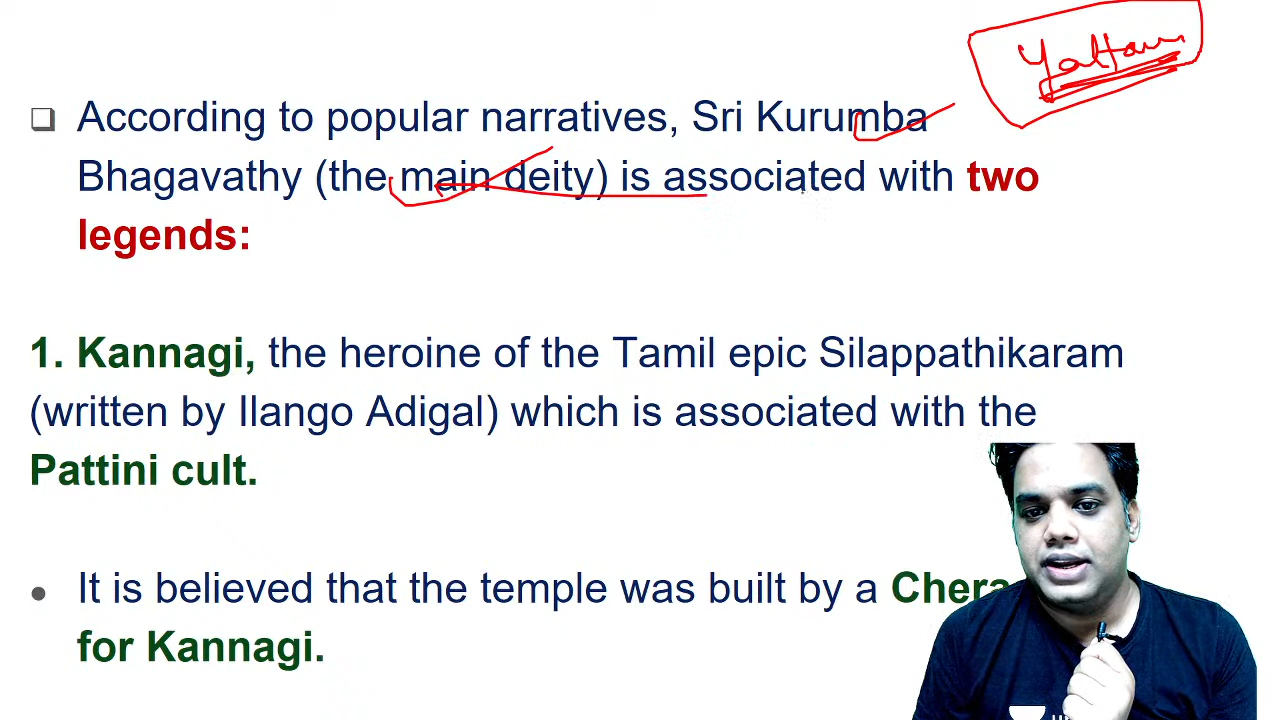 According to popular narratives, Sri Kurumba
Bhagavathy (the main deity) is associated with two
legends:
1. Kannagi, the heroine of the Tamil epic Silappathikaram
(written by Ilango Adigal) which is associated with the
Pattini cult.
It is believed that the temple was built by a Chera
for Kannagi.